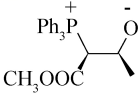 + −
Ph₃P O
CH₃OOC